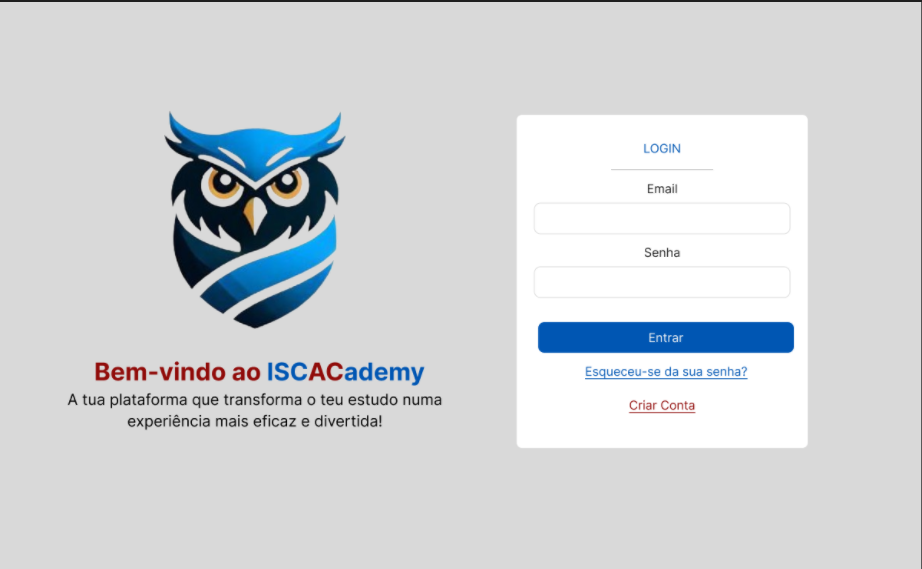 Bem-vindo ao ISCACademy
A tua plataforma que transforma o teu estudo numa
experiência mais eficaz e divertida!
LOGIN
Email
Senha
Entrar
Esqueceu-se da sua senha?
Criar Conta